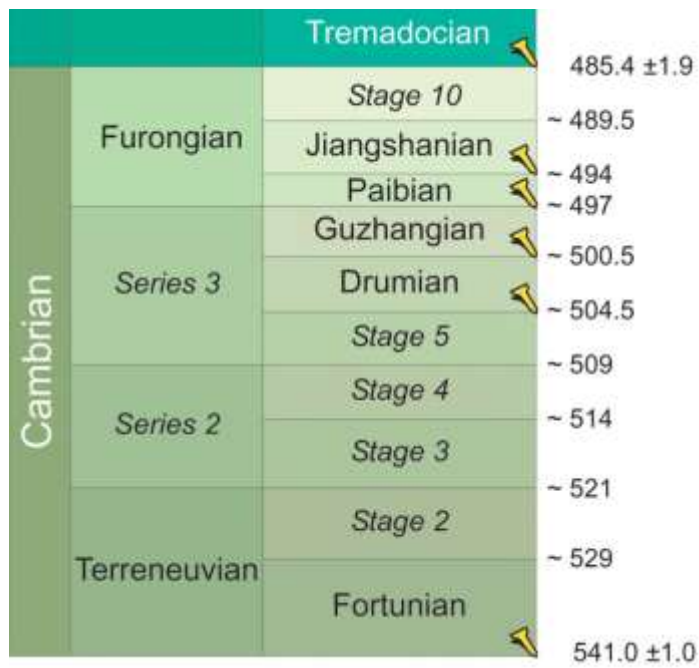 Tremadocian
485.4 ±1.9
Stage 10
~ 489.5
Furongian
Jiangshanian
~ 494
Paibian
~ 497
Guzhangian
~ 500.5
Series 3
Drumian
~ 504.5
Stage 5
~ 509
Cambrian
Stage 4
~ 514
Series 2
Stage 3
~ 521
Stage 2
~ 529
Terreneuvian
Fortunian
541.0 ±1.0